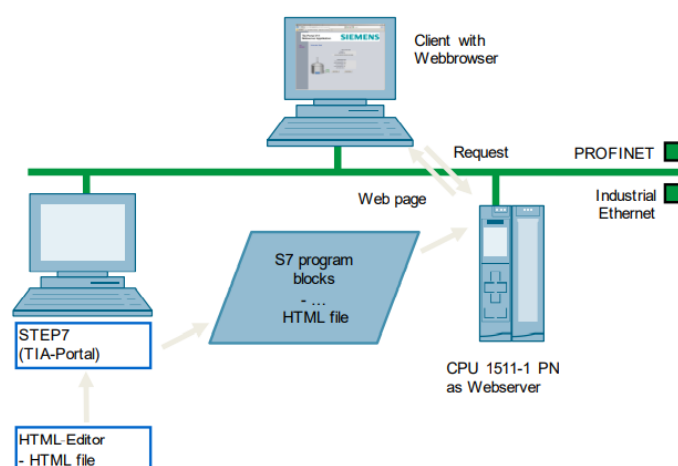 SIEMENS
Client with
Webbrowser
Request
PROFINET
Web page
Industrial
Ethernet
S7 program
blocks
- ...
HTML file
STEP7
(TIA-Portal)
CPU 1511-1 PN
as Webserver
HTML-Editor
- HTML file